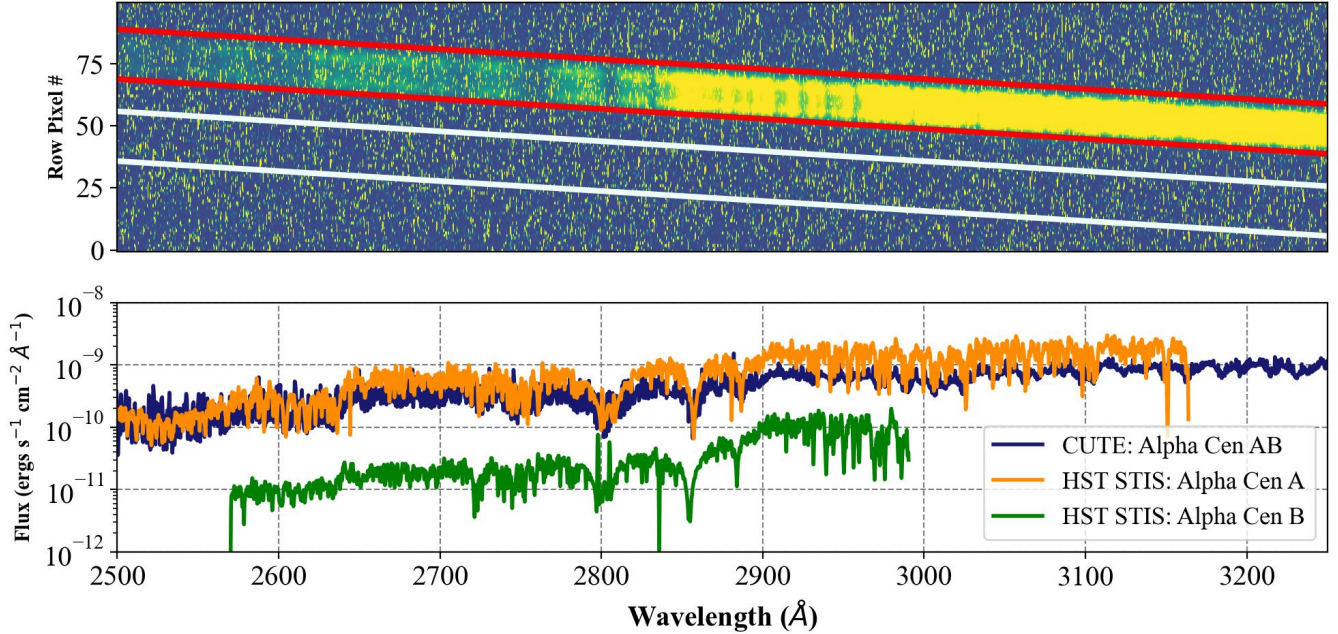 Row Pixel #
75
50
25
0
Flux (ergs s⁻¹ cm⁻² Å⁻¹)
10⁻⁸
10⁻⁹
10⁻¹⁰
10⁻¹¹
10⁻¹²
CUTE: Alpha Cen AB
HST STIS: Alpha Cen A
HST STIS: Alpha Cen B
2500 2600 2700 2800 2900 3000 3100 3200
Wavelength (Å)